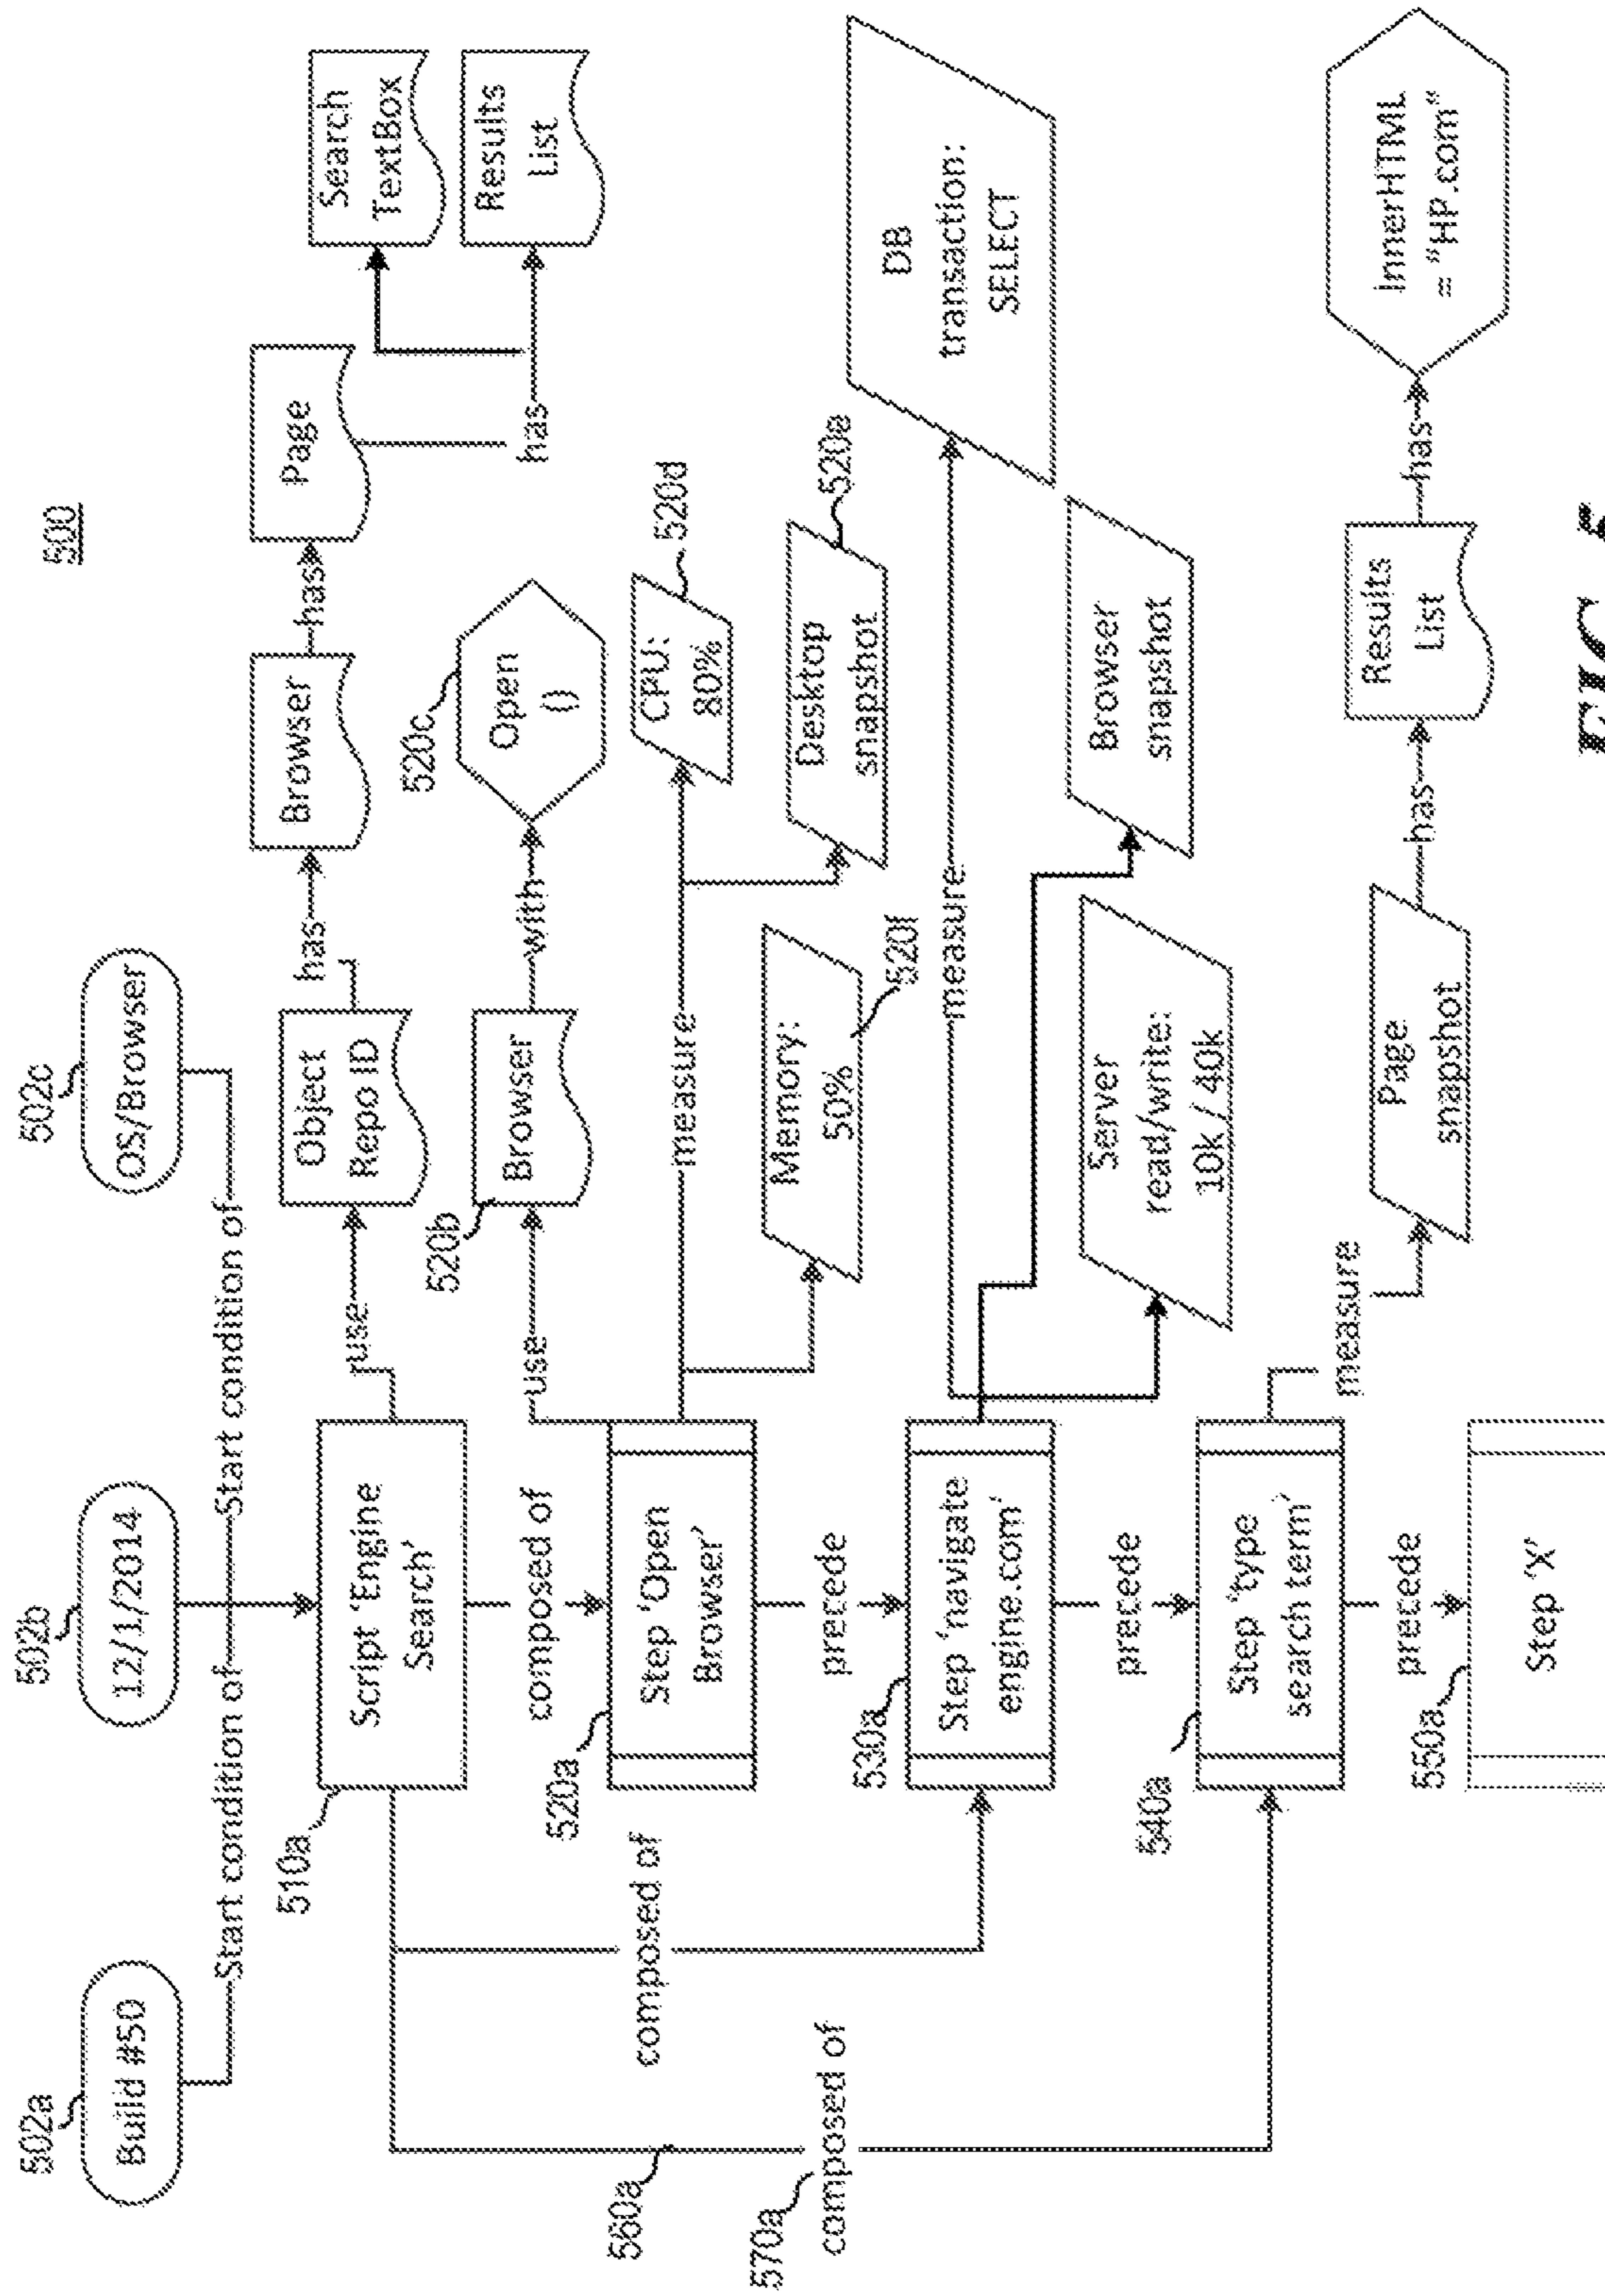 500
502a
502b
502c
Build #50
12/1/2014
OS/Browser
Start condition of
Start condition of
510a
Script 'Engine
Search'
use
Object
Repo ID
has
Browser
has
Page
has
Search
TextBox
Results
List
composed of
520a
Step 'Open
Browser'
use
520b
Browser
with
520c
Open
()
measure
CPU:
80%
520d
Desktop
snapshot
520e
Memory:
50%
520f
composed of
precede
530a
Step 'navigate
engine.com'
measure
DB
transaction:
SELECT
Browser
snapshot
Server
read/write:
10k / 40k
560a
570a
composed of
precede
540a
Step 'type
search term'
measure
Page
snapshot
has
Results
List
has
InnerHTML
= "HP.com"
precede
550a
Step 'X'
FIG. 5